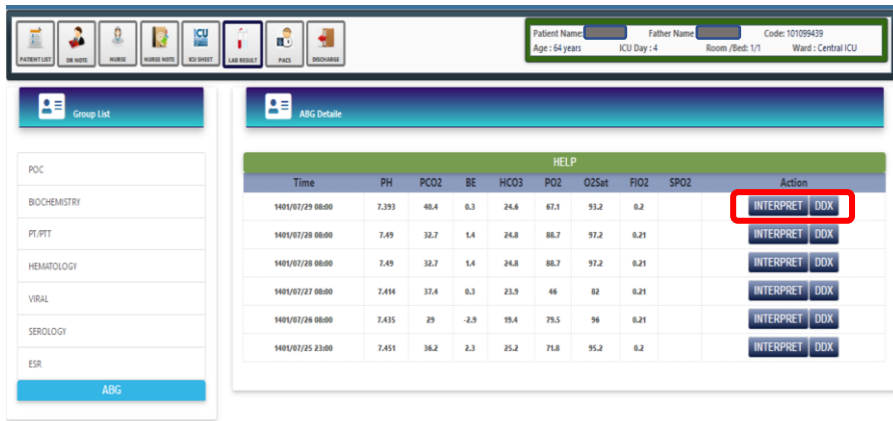 Patient Name: Father Name Code: 101099439
Age : 64 years ICU Day : 4 Room /Bed: 1/1 Ward : Central ICU
PATIENT LIST DR NOTE NURSE NURSE NOTE ICU SHEET LAB RESULT PACS DISCHARGE
Group List
ABG Detaile
POC
BIOCHEMISTRY
PT/PTT
HEMATOLOGY
VIRAL
SEROLOGY
ESR
ABG
HELP
Time PH PCO2 BE HCO3 PO2 O2Sat FIO2 SPO2 Action
1401/07/29 08:00 7.393 40.4 0.3 24.6 67.1 93.2 0.2 INTERPRET DDX
1401/07/28 08:00 7.49 32.7 1.4 24.8 88.7 97.2 0.21 INTERPRET DDX
1401/07/28 08:00 7.49 32.7 1.4 24.8 88.7 97.2 0.21 INTERPRET DDX
1401/07/27 08:00 7.414 37.4 0.3 23.9 46 82 0.21 INTERPRET DDX
1401/07/26 08:00 7.435 29 -2.9 19.4 79.5 96 0.21 INTERPRET DDX
1401/07/25 23:00 7.451 36.2 2.3 25.2 71.8 95.2 0.2 INTERPRET DDX